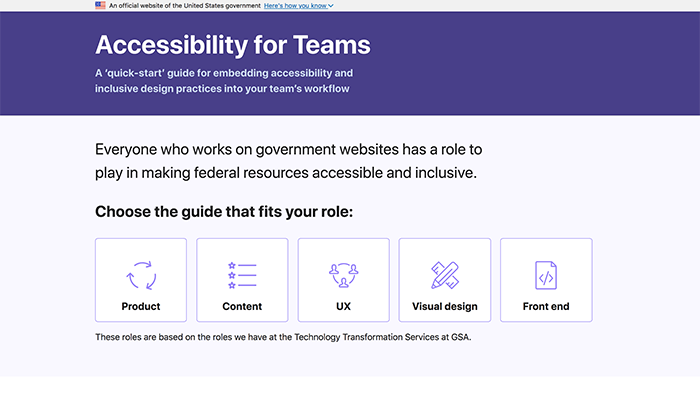 An official website of the United States government Here's how you know
Accessibility for Teams
A ‘quick-start’ guide for embedding accessibility and
inclusive design practices into your team’s workflow
Everyone who works on government websites has a role to
play in making federal resources accessible and inclusive.
Choose the guide that fits your role:
Product Content UX Visual design Front end
These roles are based on the roles we have at the Technology Transformation Services at GSA.